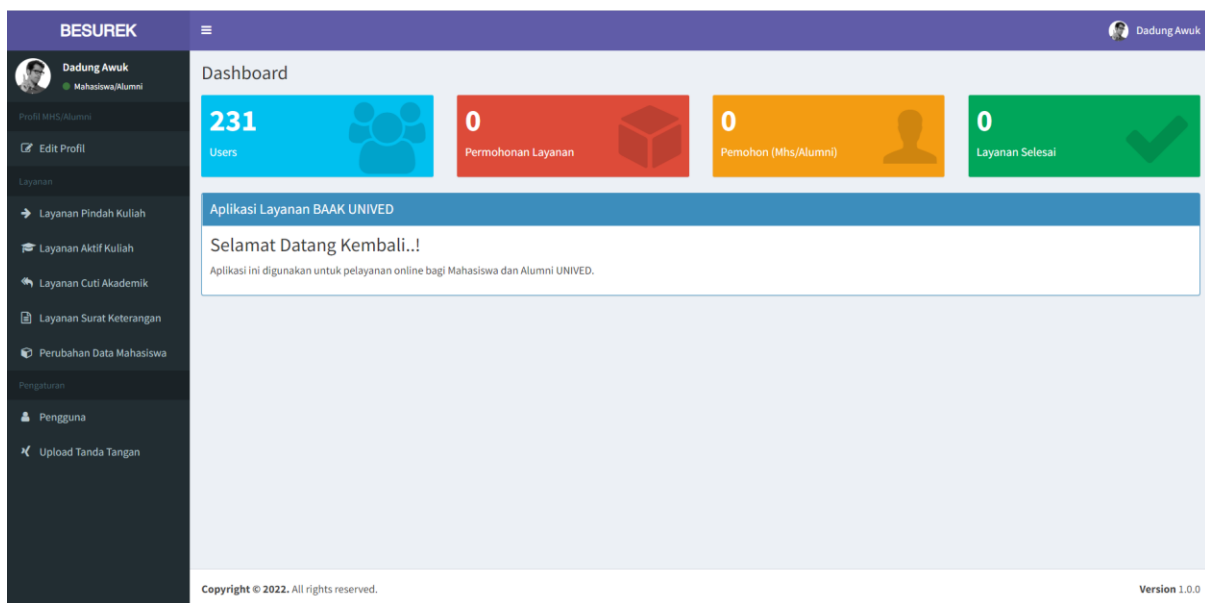 BESUREK
Dadung Awuk
Dadung Awuk
Mahasiswa/Alumni
Profil MHS/Alumni
Edit Profil
Layanan
Layanan Pindah Kuliah
Layanan Aktif Kuliah
Layanan Cuti Akademik
Layanan Surat Keterangan
Perubahan Data Mahasiswa
Pengaturan
Pengguna
Upload Tanda Tangan
Dashboard
231
Users
0
Permohonan Layanan
0
Pemohon (Mhs/Alumni)
0
Layanan Selesai
Aplikasi Layanan BAAK UNIVED
Selamat Datang Kembali..!
Aplikasi ini digunakan untuk pelayanan online bagi Mahasiswa dan Alumni UNIVED.
Copyright © 2022. All rights reserved.
Version 1.0.0